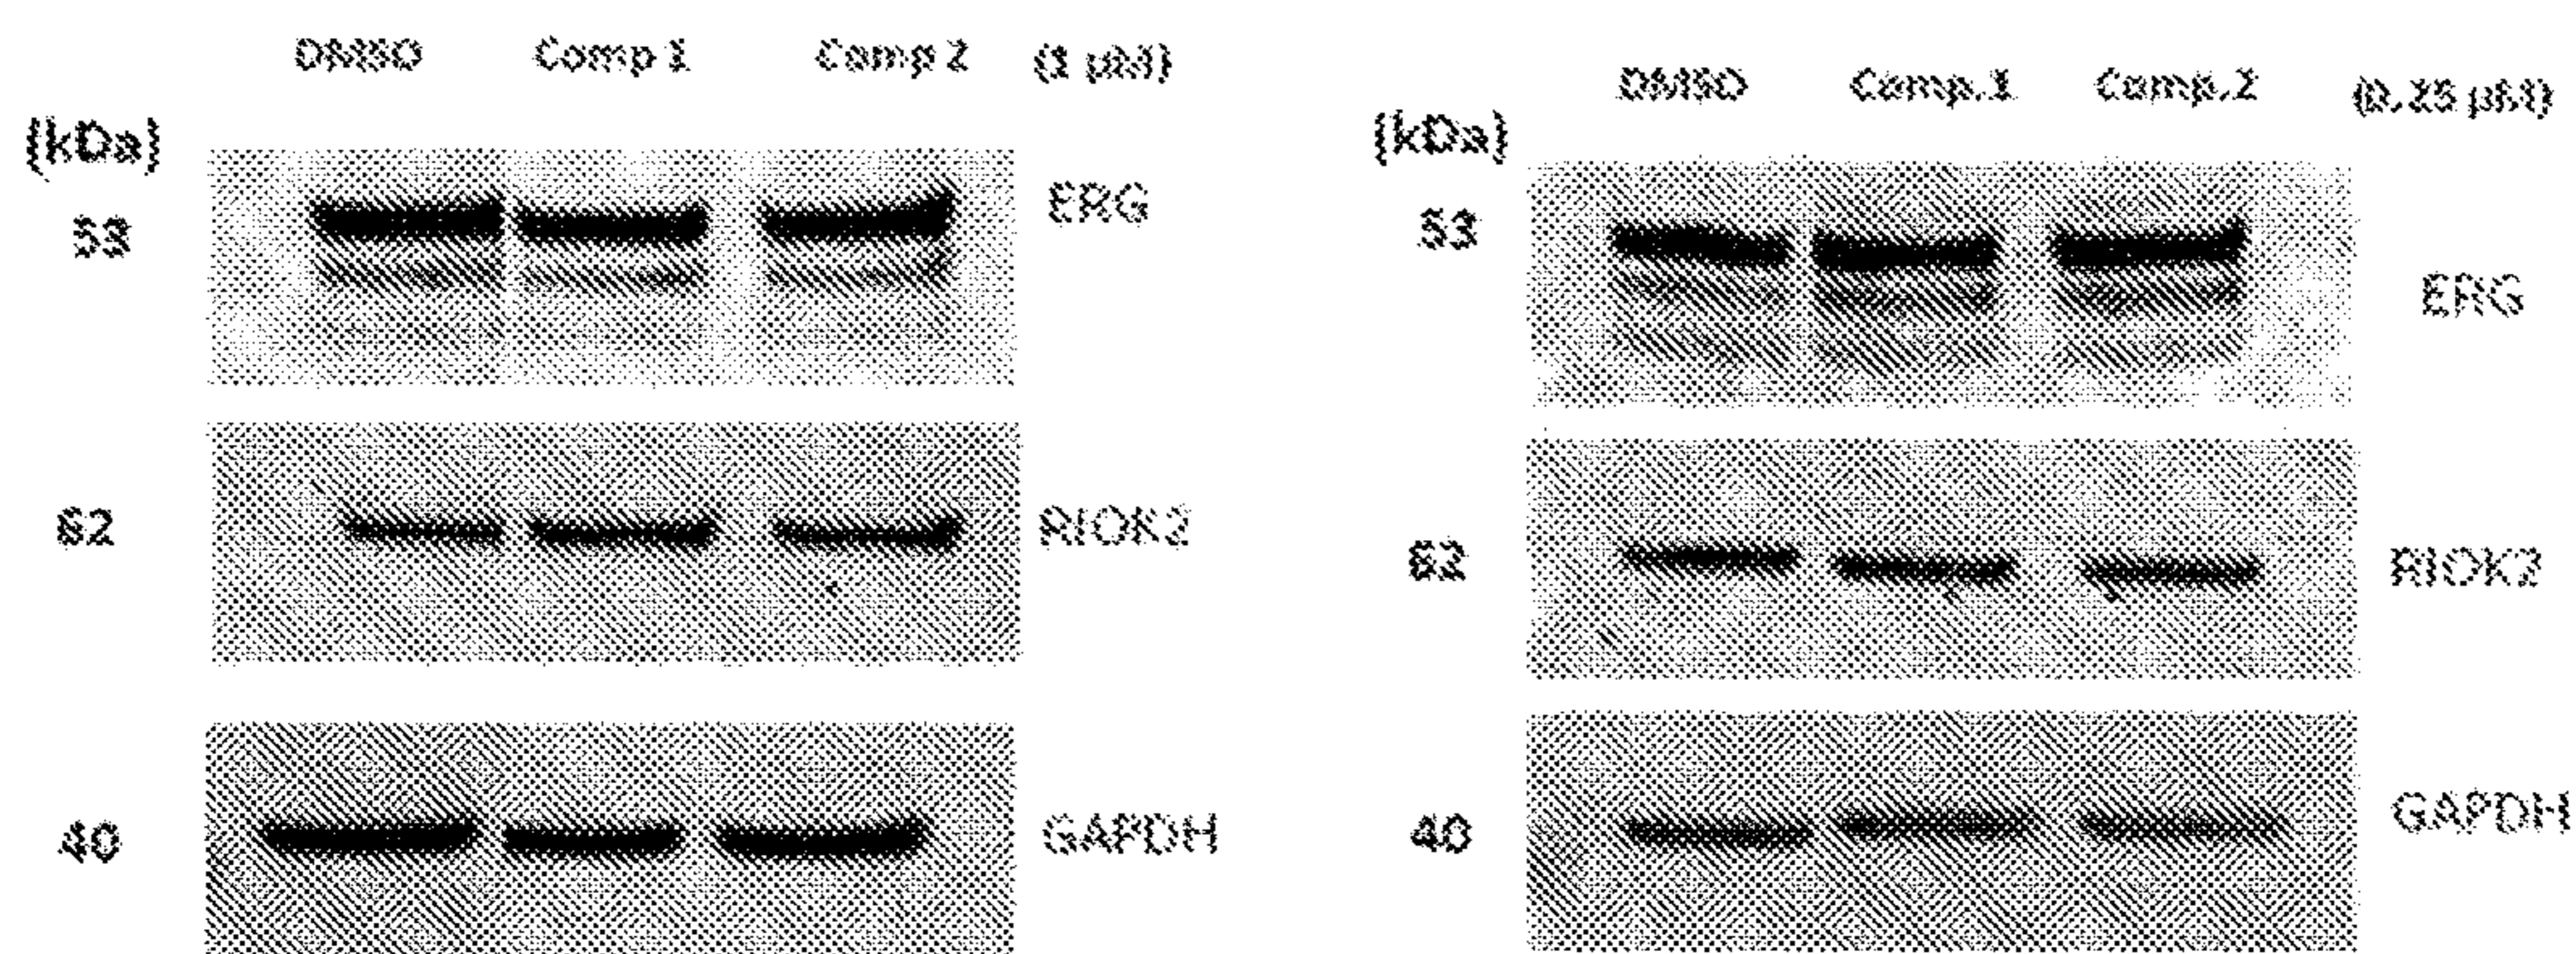 DMSO Comp 1 Comp 2 (1 µM)
(kDa)
53 ERG
62 RIOK2
40 GAPDH
DMSO Comp.1 Comp.2 (0.25 µM)
(kDa)
53 ERG
62 RIOK2
40 GAPDH